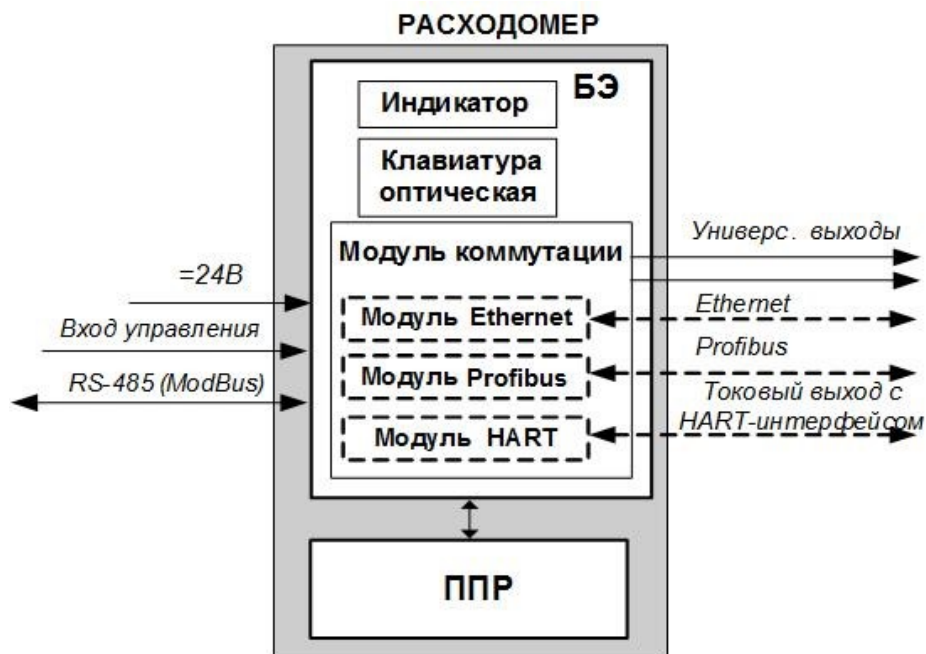 РАСХОДОМЕР
БЭ
Индикатор
Клавиатура
оптическая
Модуль коммутации
Модуль Ethernet
Модуль Profibus
Модуль HART
=24В
Вход управления
RS-485 (ModBus)
Универс. выходы
Ethernet
Profibus
Токовый выход с
HART-интерфейсом
ППР